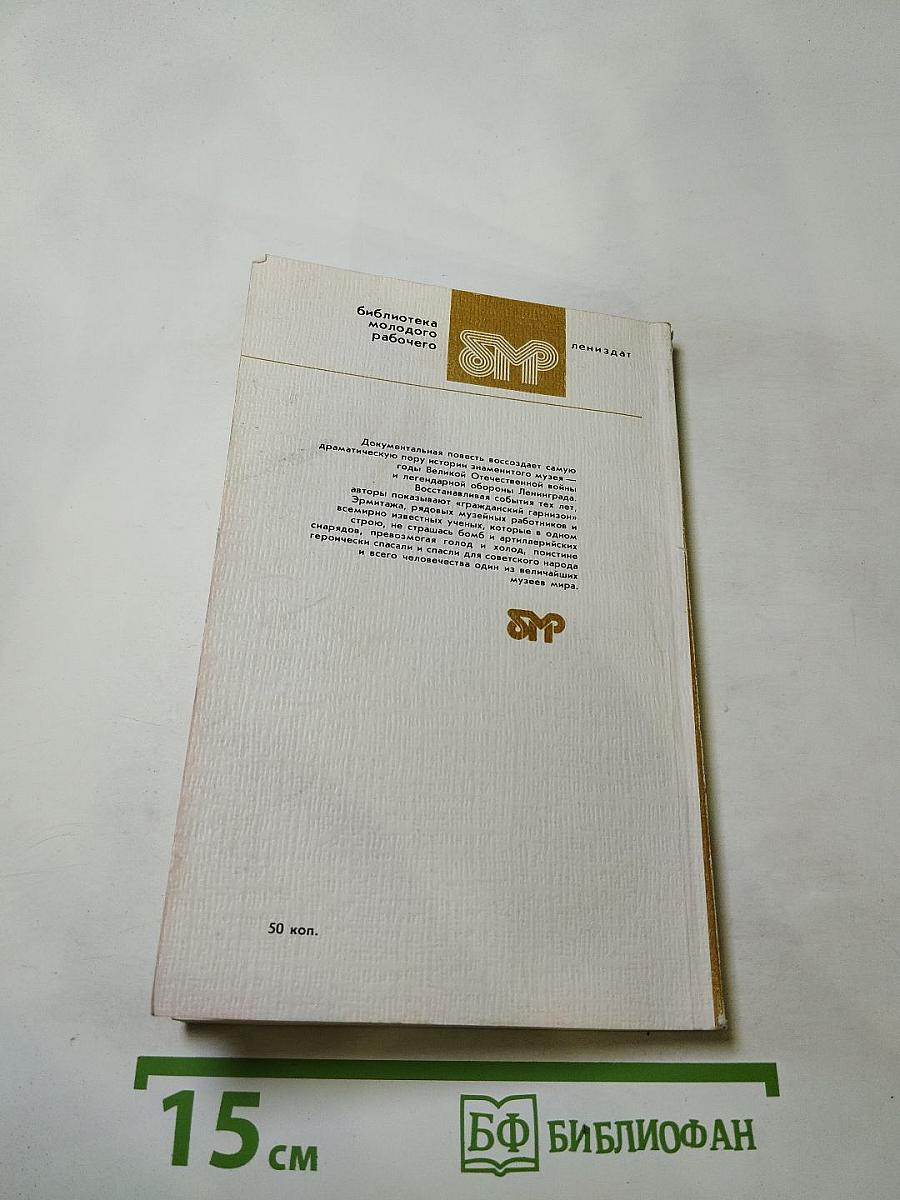 библиотека
молодого
рабочего
бмр
лениздат
Документальная повесть воссоздает самую
драматическую пору истории знаменитого музея —
годы Великой Отечественной войны
и легендарной обороны Ленинграда.
Восстанавливая события тех лет,
авторы показывают «гражданский гарнизон»
Эрмитажа, рядовых музейных работников и
всемирно известных ученых, которые в одном
строю, не страшась бомб и артиллерийских
снарядов, превозмогая голод и холод, поистине
героически спасали и спасли для советского народа
и всего человечества один из величайших
музеев мира.
бмр
50 коп.
15 см
БФ БИБЛИОФАН